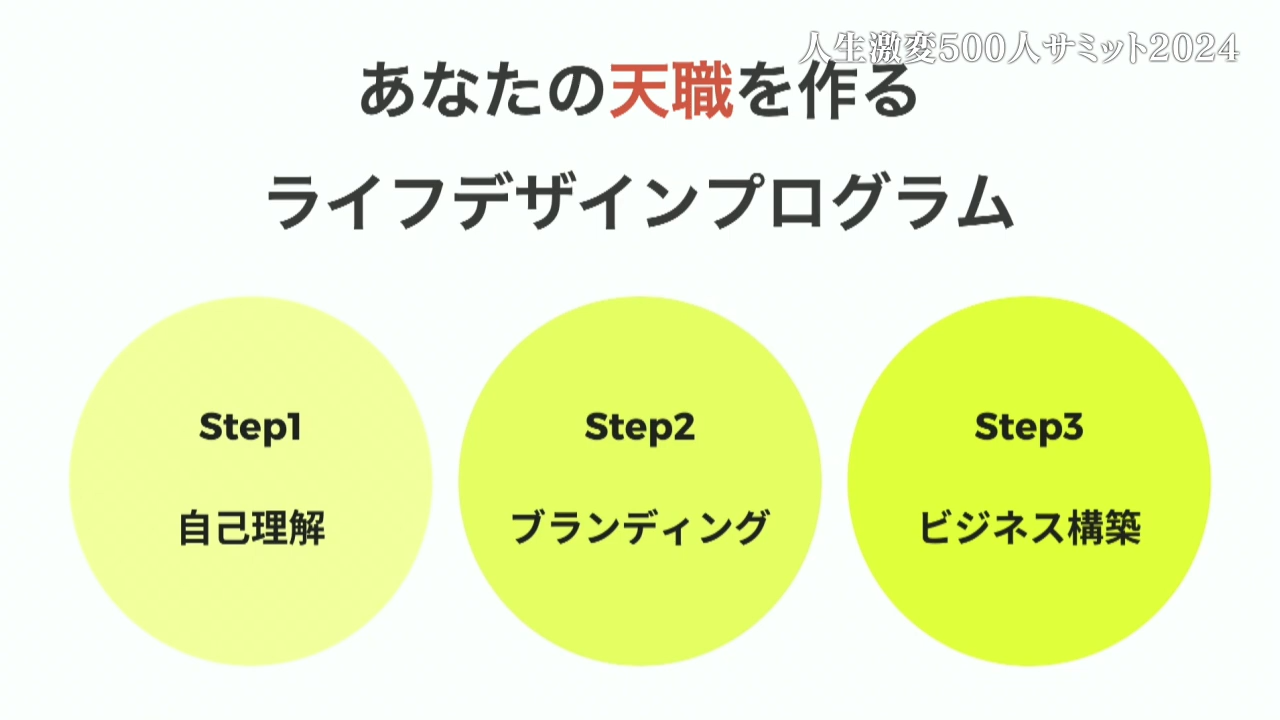 人生激変500人サミット2024
あなたの天職を作る
ライフデザインプログラム
Step1
自己理解
Step2
ブランディング
Step3
ビジネス構築